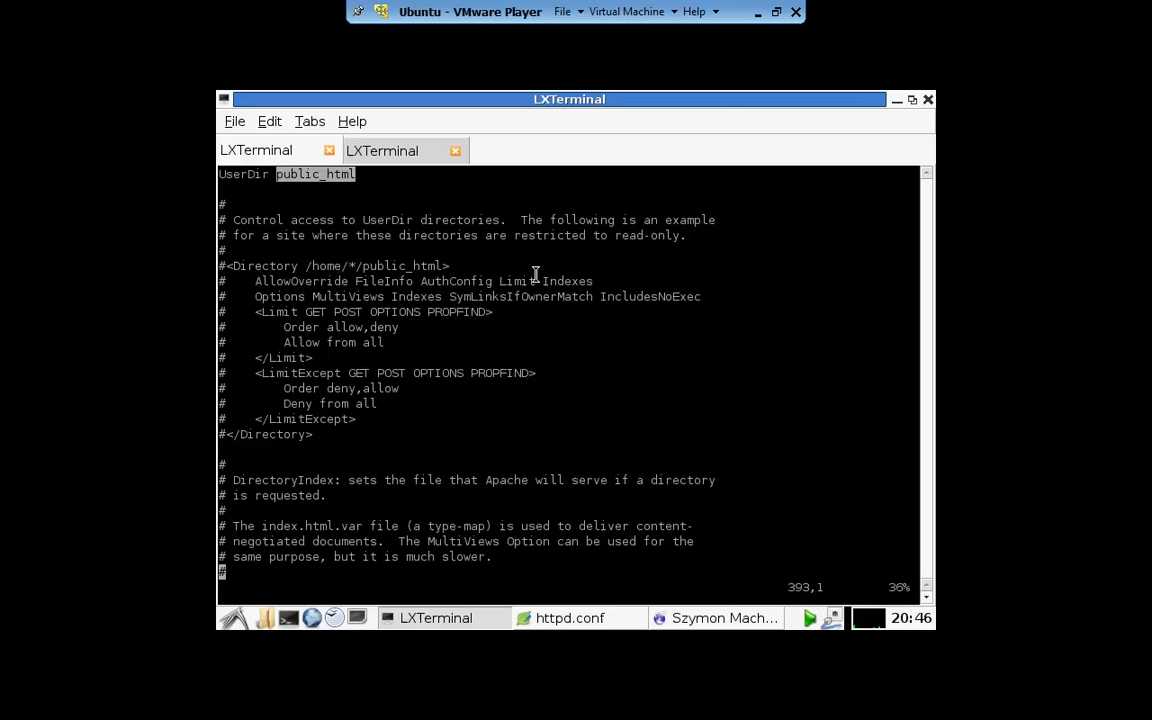 Ubuntu - VMware Player File Virtual Machine Help
LXTerminal
File Edit Tabs Help
LXTerminal LXTerminal
UserDir public_html
#
# Control access to UserDir directories.  The following is an example
# for a site where these directories are restricted to read-only.
#
#<Directory /home/*/public_html>
#    AllowOverride FileInfo AuthConfig Limit Indexes
#    Options MultiViews Indexes SymLinksIfOwnerMatch IncludesNoExec
#    <Limit GET POST OPTIONS PROPFIND>
#        Order allow,deny
#        Allow from all
#    </Limit>
#    <LimitExcept GET POST OPTIONS PROPFIND>
#        Order deny,allow
#        Deny from all
#    </LimitExcept>
#</Directory>
#
# DirectoryIndex: sets the file that Apache will serve if a directory
# is requested.
#
# The index.html.var file (a type-map) is used to deliver content-
# negotiated documents.  The MultiViews Option can be used for the
# same purpose, but it is much slower.
#
393,1 36%
LXTerminal httpd.conf Szymon Mach... 20:46